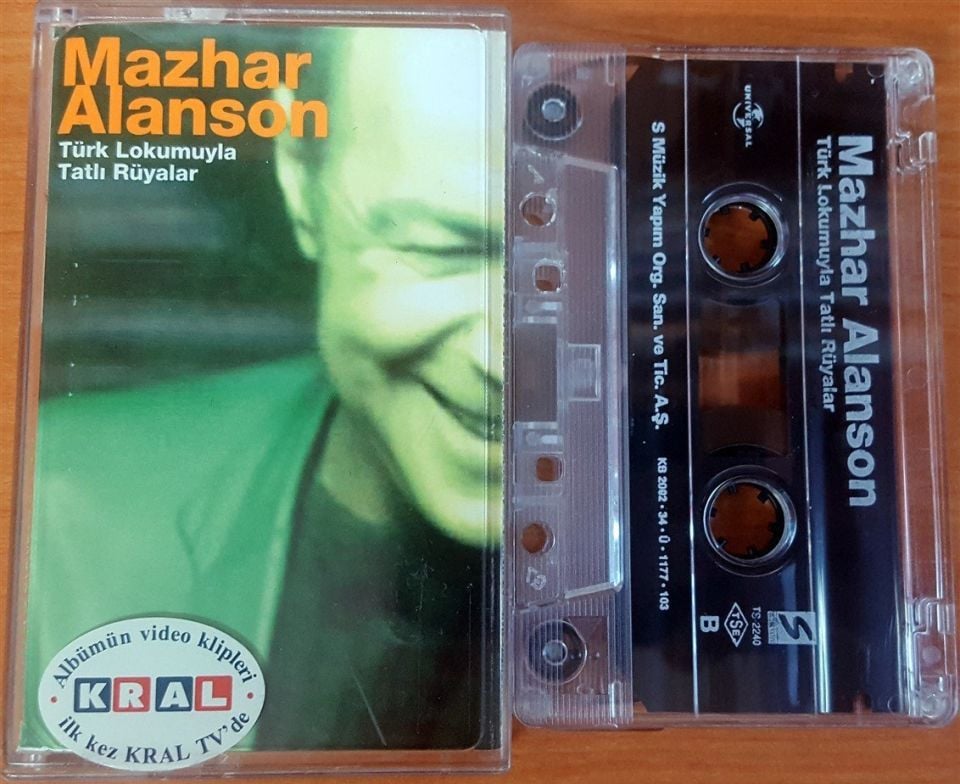 Mazhar
Alanson
Türk Lokumuyla
Tatlı Rüyalar
Albümün video klipleri
KRAL
ilk kez KRAL TV'de
Mazhar Alanson
Türk Lokumuyla Tatlı Rüyalar
UNIVERSAL
S Müzik Yapım Org. San. ve Tic. A.Ş.
KB 2002•34•Ü•1177•103
TS 2240
TSE
B
S